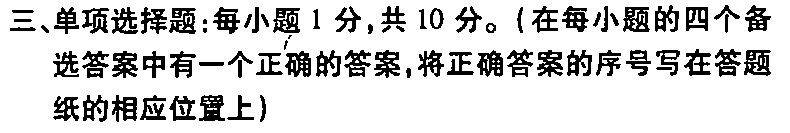 三、单项选择题:每小题 1 分,共 10 分。(在每小题的四个备
选答案中有一个正确的答案,将正确答案的序号写在答题
纸的相应位置上)